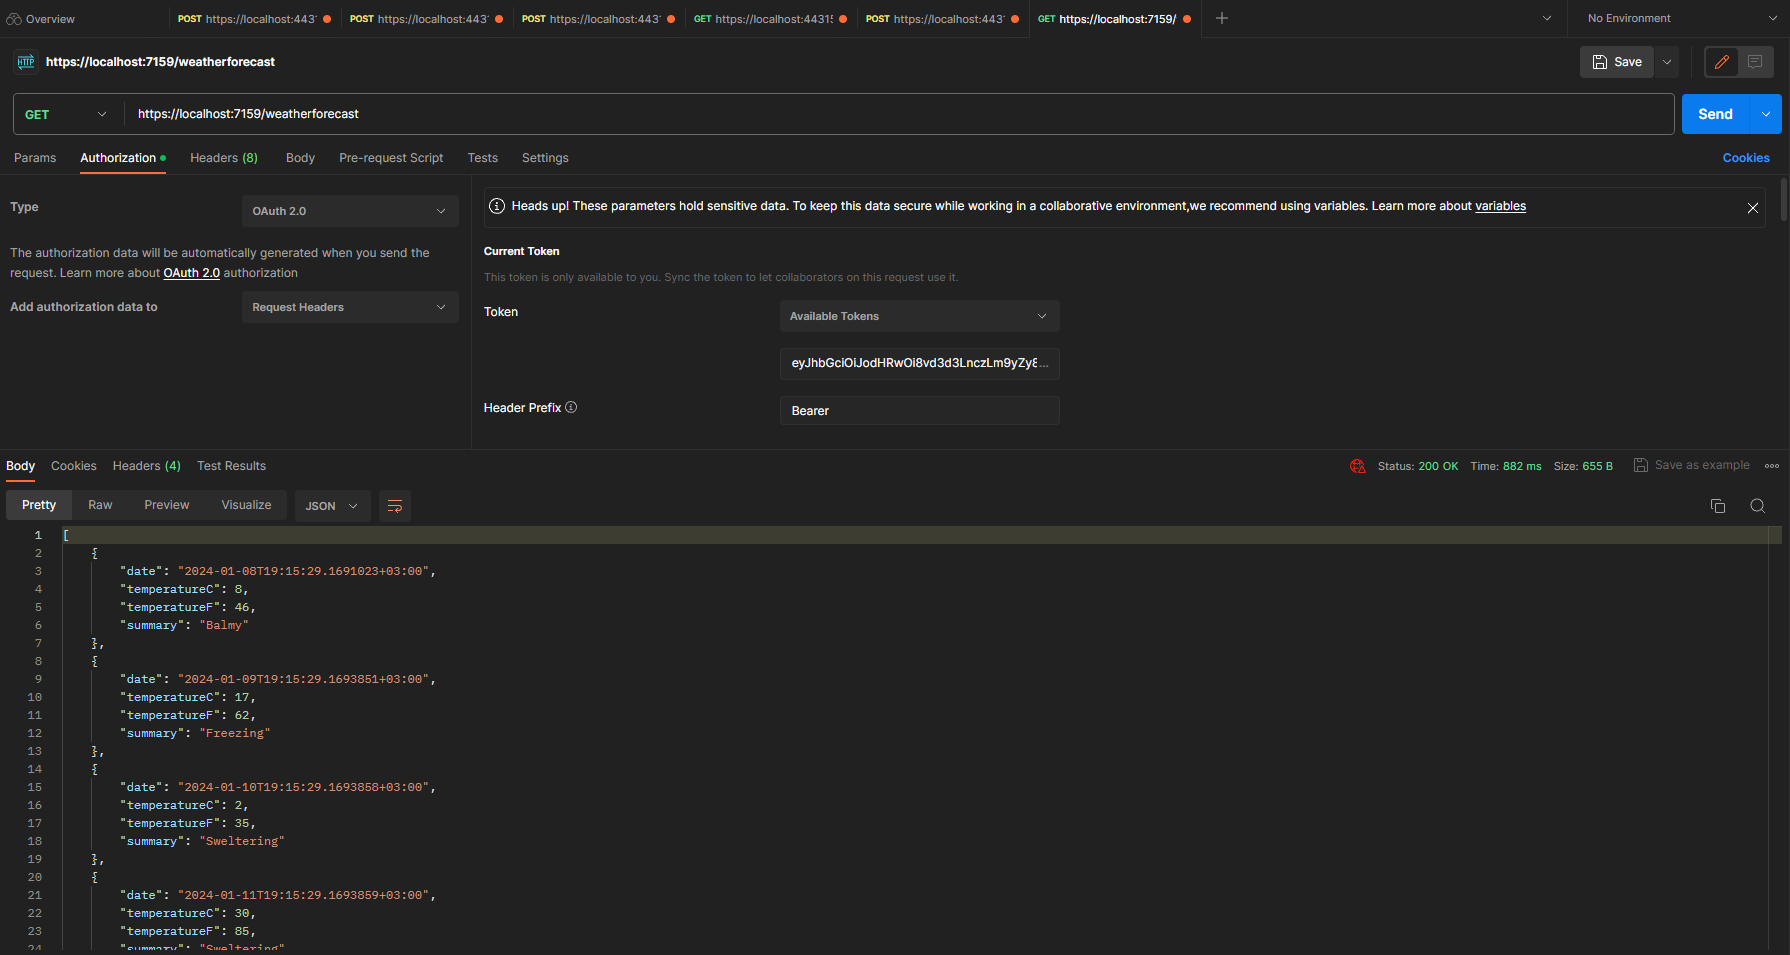 Overview POST https://localhost:443 POST https://localhost:443 POST https://localhost:443 GET https://localhost:4431 POST https://localhost:443 GET https://localhost:7159/ No Environment
HTTP https://localhost:7159/weatherforecast Save
GET https://localhost:7159/weatherforecast Send
Params Authorization Headers (8) Body Pre-request Script Tests Settings Cookies
Type OAuth 2.0
The authorization data will be automatically generated when you send the
request. Learn more about OAuth 2.0 authorization
Add authorization data to Request Headers
Heads up! These parameters hold sensitive data. To keep this data secure while working in a collaborative environment,we recommend using variables. Learn more about variables
Current Token
This token is only available to you. Sync the token to let collaborators on this request use it.
Token Available Tokens
eyJhbGciOiJodHRwOi8vd3d3LnczLm9yZy8...
Header Prefix Bearer
Body Cookies Headers (4) Test Results Status: 200 OK Time: 882 ms Size: 655 B Save as example
Pretty Raw Preview Visualize JSON
1 [
2 {
3 "date": "2024-01-08T19:15:29.1691023+03:00",
4 "temperatureC": 8,
5 "temperatureF": 46,
6 "summary": "Balmy"
7 },
8 {
9 "date": "2024-01-09T19:15:29.1693851+03:00",
10 "temperatureC": 17,
11 "temperatureF": 62,
12 "summary": "Freezing"
13 },
14 {
15 "date": "2024-01-10T19:15:29.1693858+03:00",
16 "temperatureC": 2,
17 "temperatureF": 35,
18 "summary": "Sweltering"
19 },
20 {
21 "date": "2024-01-11T19:15:29.1693859+03:00",
22 "temperatureC": 30,
23 "temperatureF": 85,
24 "summary": "Sweltering"